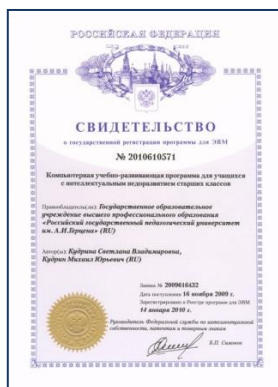 РОССИЙСКАЯ ФЕДЕРАЦИЯ
СВИДЕТЕЛЬСТВО
о государственной регистрации программы для ЭВМ
№ 2010610571
Компьютерная учебно-развивающая программа для учащихся
с интеллектуальным недоразвитием старших классов
Правообладатель(ли): Государственное образовательное
учреждение высшего профессионального образования
«Российский государственный педагогический университет
им. А.И.Герцена» (RU)
Автор(ы): Кудрина Светлана Владимировна,
Кудрин Михаил Юрьевич (RU)
Заявка № 2009616432
Дата поступления 16 ноября 2009 г.
Зарегистрировано в Реестре программ для ЭВМ
14 января 2010 г.
Руководитель Федеральной службы по интеллектуальной
собственности, патентам и товарным знакам
Б.П. Симонов